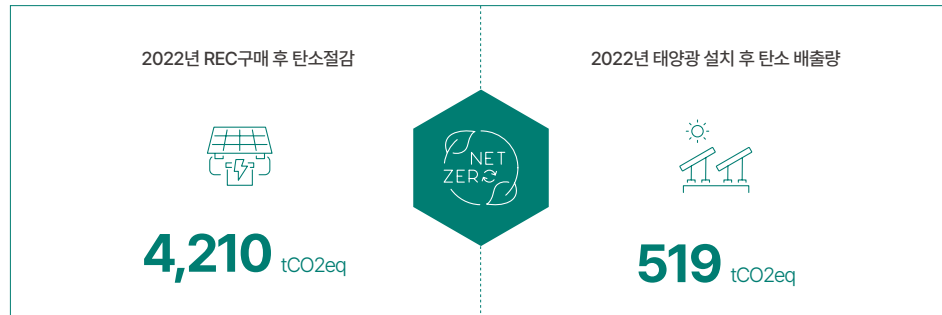 2022년 REC구매 후 탄소절감
4,210 tCO2eq
NET
ZERO
2022년 태양광 설치 후 탄소 배출량
519 tCO2eq